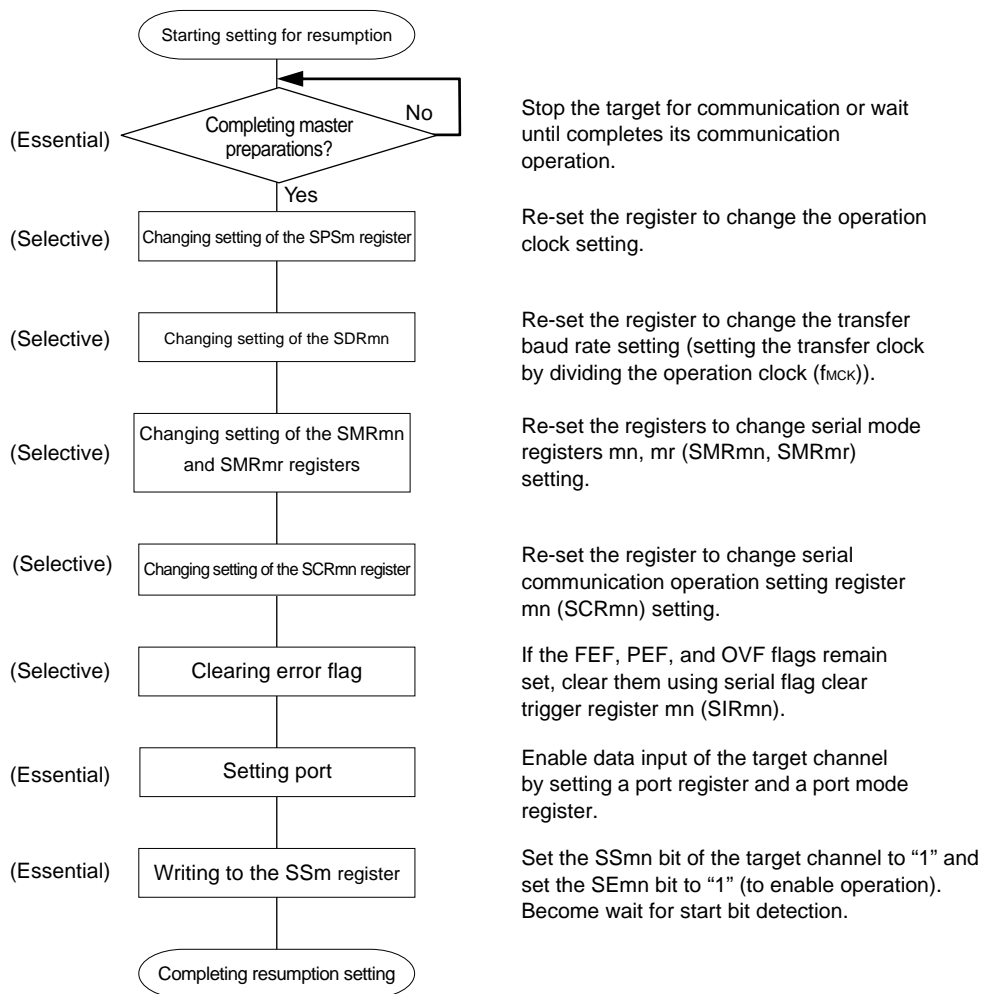 Starting setting for resumption
No
(Essential)
Completing master
preparations?
Stop the target for communication or wait
until completes its communication
operation.
Yes
(Selective)
Changing setting of the SPSm register
Re-set the register to change the operation
clock setting.
(Selective)
Changing setting of the SDRmn
Re-set the register to change the transfer
baud rate setting (setting the transfer clock
by dividing the operation clock (fMCK)).
(Selective)
Changing setting of the SMRmn
and SMRmr registers
Re-set the registers to change serial mode
registers mn, mr (SMRmn, SMRmr)
setting.
(Selective)
Changing setting of the SCRmn register
Re-set the register to change serial
communication operation setting register
mn (SCRmn) setting.
(Selective)
Clearing error flag
If the FEF, PEF, and OVF flags remain
set, clear them using serial flag clear
trigger register mn (SIRmn).
(Essential)
Setting port
Enable data input of the target channel
by setting a port register and a port mode
register.
(Essential)
Writing to the SSm register
Set the SSmn bit of the target channel to “1” and
set the SEmn bit to “1” (to enable operation).
Become wait for start bit detection.
Completing resumption setting